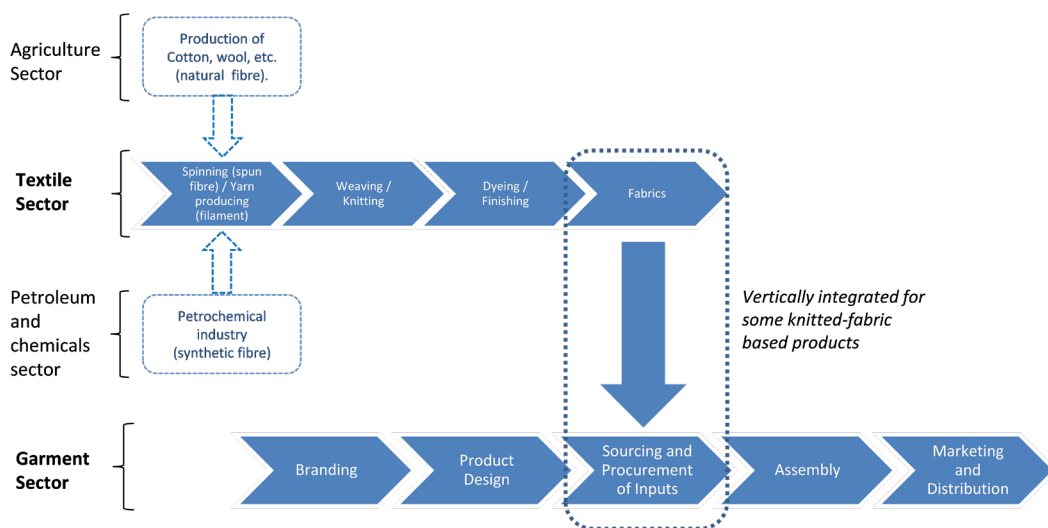 Agriculture
Sector
Production of
Cotton, wool, etc.
(natural fibre).
Textile
Sector
Spinning (spun
fibre) / Yarn
producing
(filament)
Weaving /
Knitting
Dyeing /
Finishing
Fabrics
Petroleum
and
chemicals
sector
Petrochemical
industry
(synthetic fibre)
Vertically integrated for
some knitted-fabric
based products
Garment
Sector
Branding
Product
Design
Sourcing and
Procurement
of Inputs
Assembly
Marketing
and
Distribution